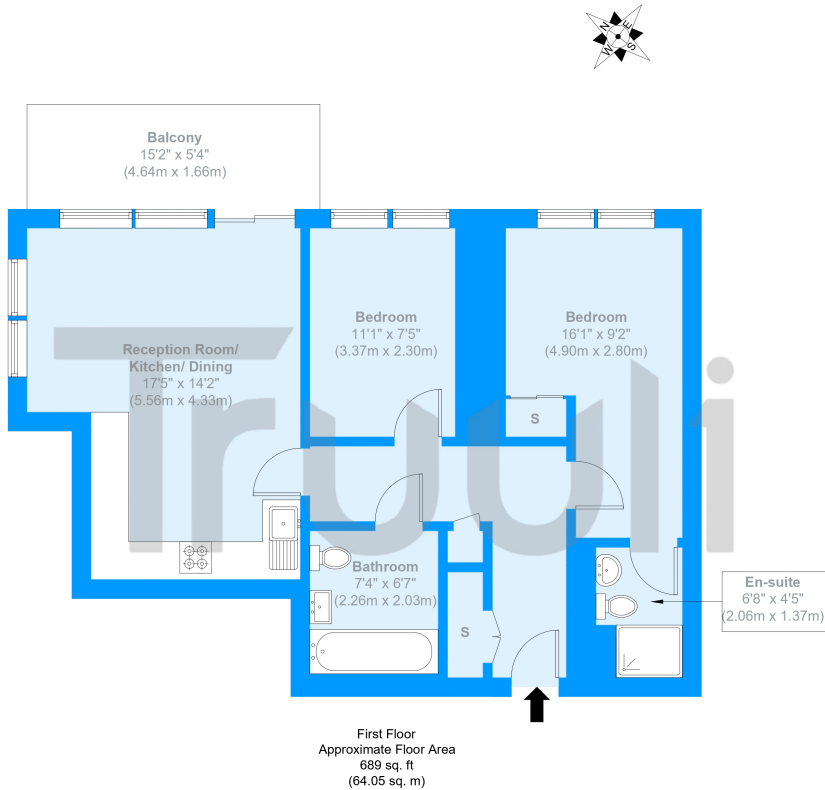 N
E
W
S
Balcony
15'2" x 5'4"
(4.64m x 1.66m)
Bedroom
11'1" x 7'5"
(3.37m x 2.30m)
Bedroom
16'1" x 9'2"
(4.90m x 2.80m)
Reception Room/
Kitchen/ Dining
17'5" x 14'2"
(5.56m x 4.33m)
S
Truuli
Bathroom
7'4" x 6'7"
(2.26m x 2.03m)
S
En-suite
6'8" x 4'5"
(2.06m x 1.37m)
First Floor
Approximate Floor Area
689 sq. ft
(64.05 sq. m)